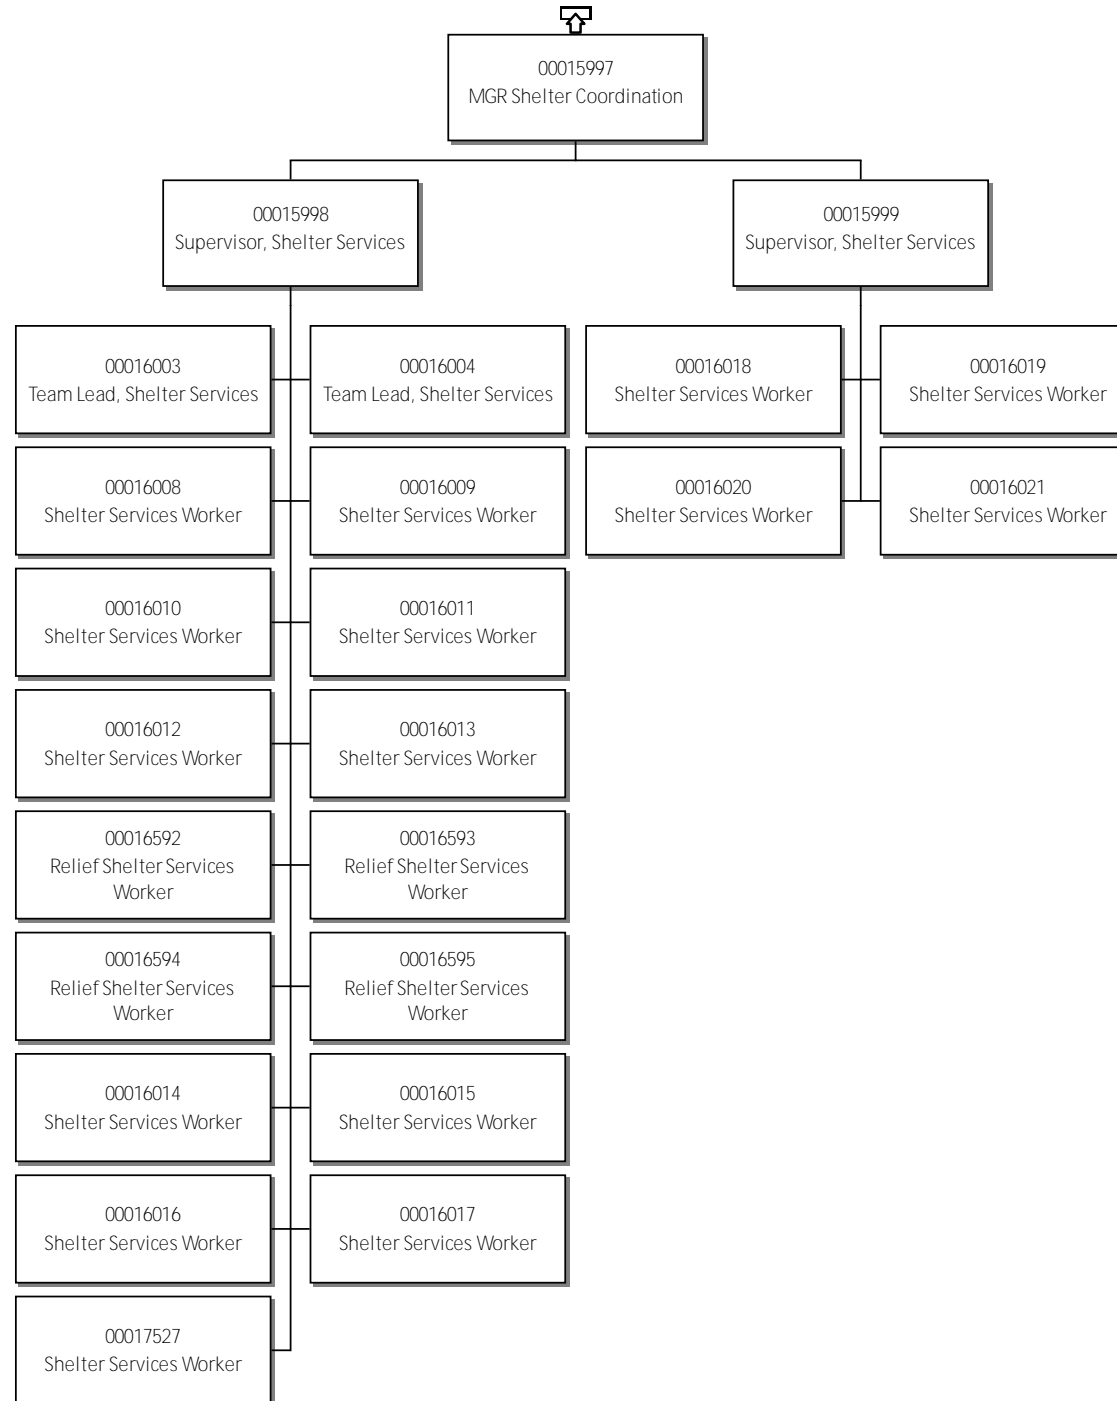 00015997
MGR Shelter Coordination
00015998
Supervisor, Shelter Services
00015999
Supervisor, Shelter Services
00016003
Team Lead, Shelter Services
00016004
Team Lead, Shelter Services
00016018
Shelter Services Worker
00016019
Shelter Services Worker
00016008
Shelter Services Worker
00016009
Shelter Services Worker
00016020
Shelter Services Worker
00016021
Shelter Services Worker
00016010
Shelter Services Worker
00016011
Shelter Services Worker
00016012
Shelter Services Worker
00016013
Shelter Services Worker
00016592
Relief Shelter Services
Worker
00016593
Relief Shelter Services
Worker
00016594
Relief Shelter Services
Worker
00016595
Relief Shelter Services
Worker
00016014
Shelter Services Worker
00016015
Shelter Services Worker
00016016
Shelter Services Worker
00016017
Shelter Services Worker
00017527
Shelter Services Worker